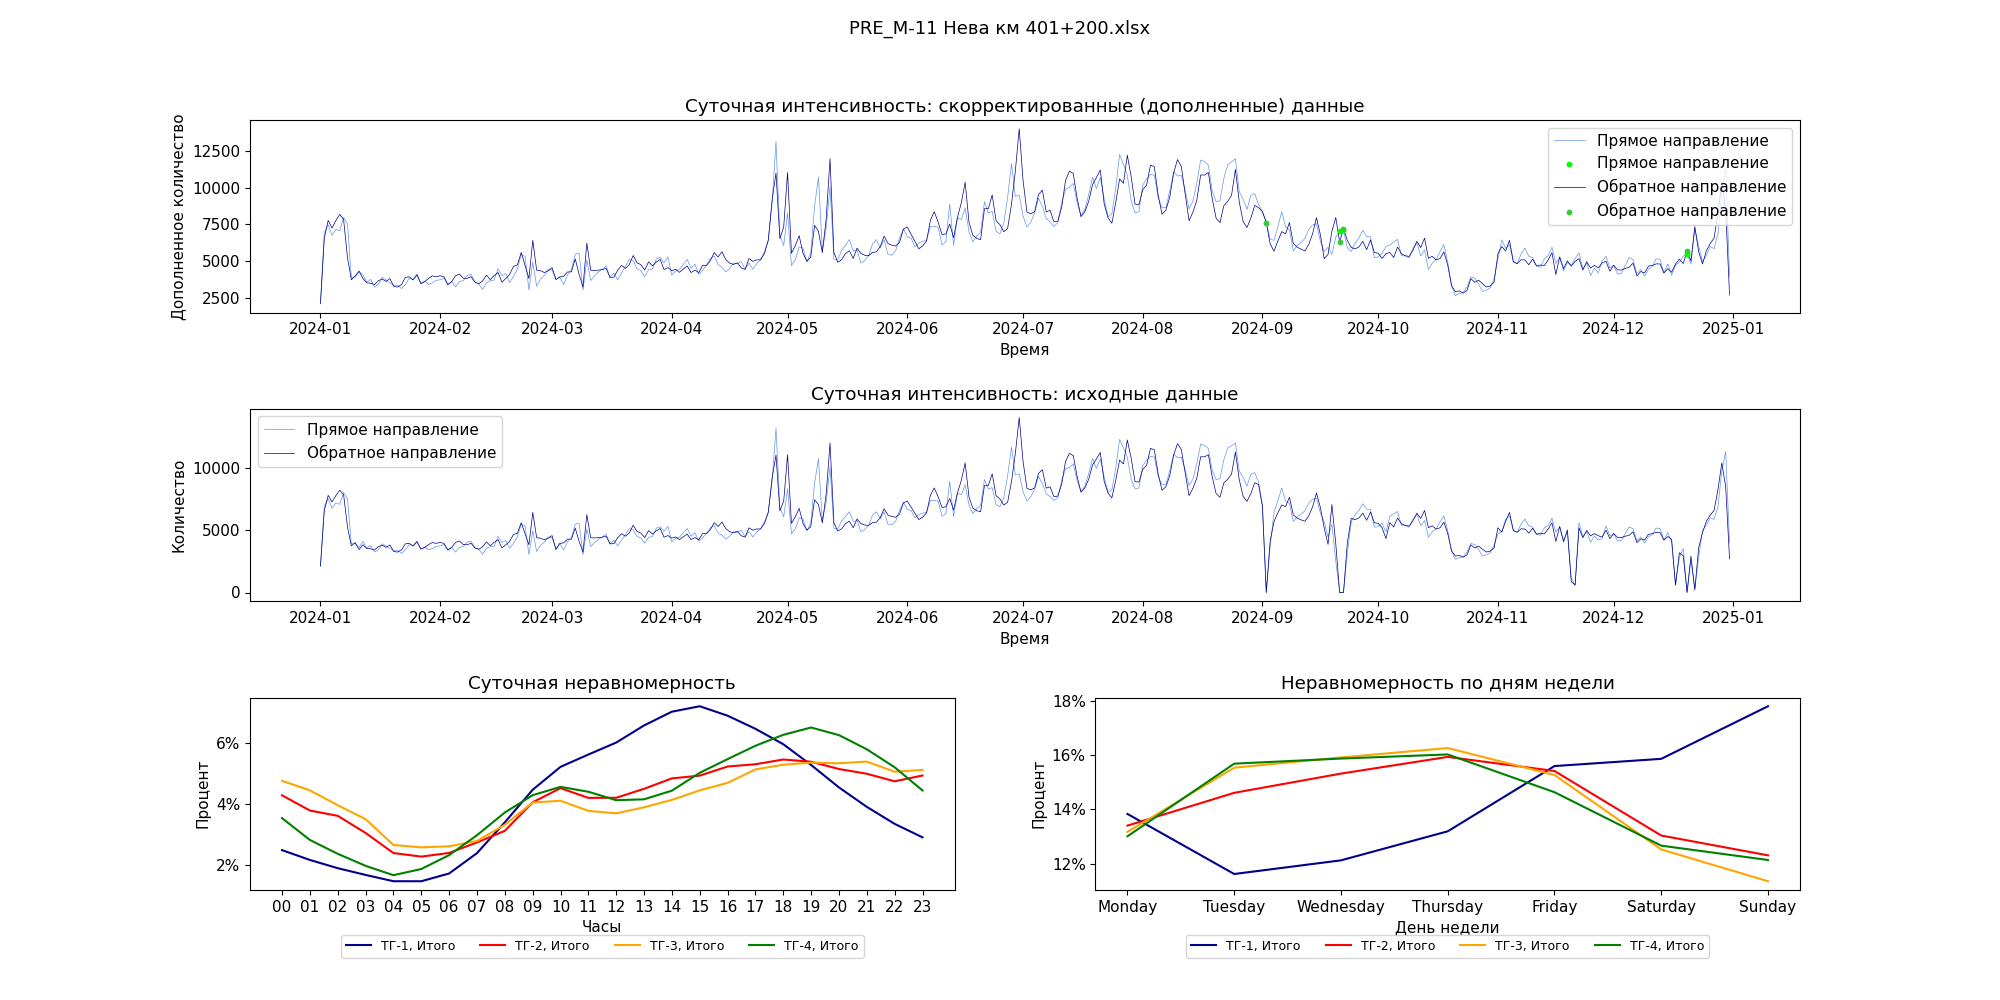 PRE_M-11 Нева км 401+200.xlsx
Суточная интенсивность: скорректированные (дополненные) данные
Дополненное количество
12500
10000
7500
5000
2500
Прямое направление
Прямое направление
Обратное направление
Обратное направление
2024-01 2024-02 2024-03 2024-04 2024-05 2024-06 2024-07 2024-08 2024-09 2024-10 2024-11 2024-12 2025-01
Время
Суточная интенсивность: исходные данные
Количество
10000
5000
0
Прямое направление
Обратное направление
2024-01 2024-02 2024-03 2024-04 2024-05 2024-06 2024-07 2024-08 2024-09 2024-10 2024-11 2024-12 2025-01
Время
Суточная неравномерность
Процент
6%
4%
2%
00 01 02 03 04 05 06 07 08 09 10 11 12 13 14 15 16 17 18 19 20 21 22 23
Часы
ТГ-1, Итого ТГ-2, Итого ТГ-3, Итого ТГ-4, Итого
Неравномерность по дням недели
Процент
18%
16%
14%
12%
Monday Tuesday Wednesday Thursday Friday Saturday Sunday
День недели
ТГ-1, Итого ТГ-2, Итого ТГ-3, Итого ТГ-4, Итого